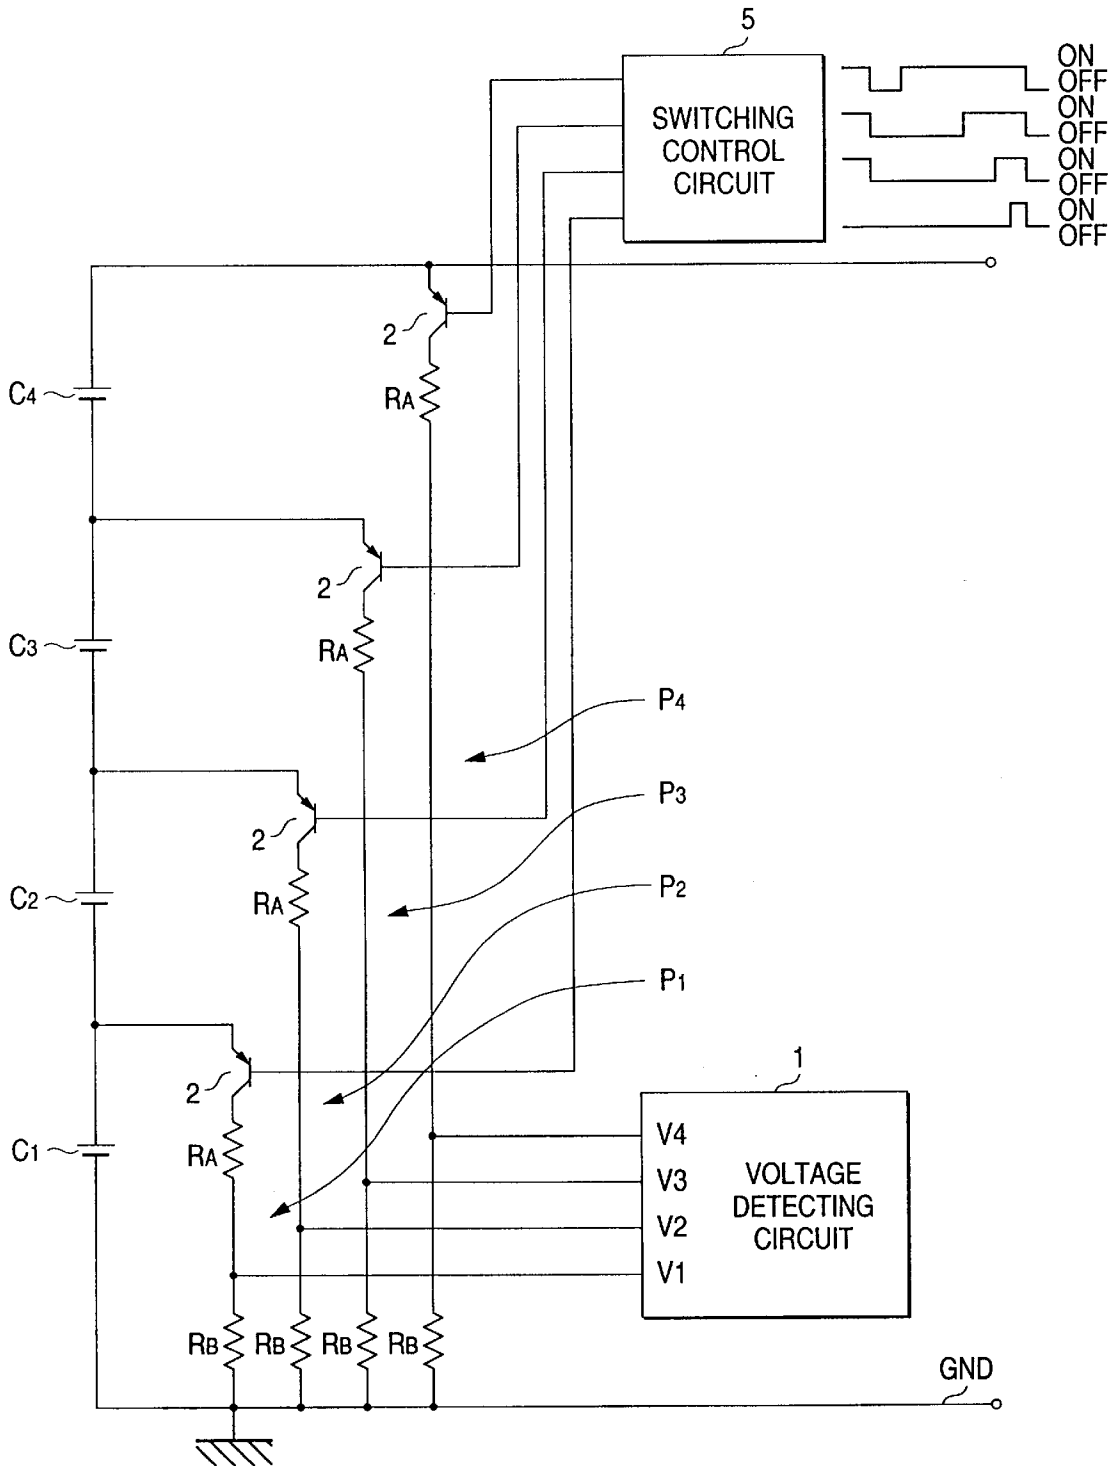 5
SWITCHING
CONTROL
CIRCUIT
ON
OFF
ON
OFF
ON
OFF
ON
OFF
2
C4
RA
2
C3
RA
P4
P3
2
C2
RA
P2
P1
2
1
C1
RA
V4
V3
V2
V1
VOLTAGE
DETECTING
CIRCUIT
RB RB RB RB
GND